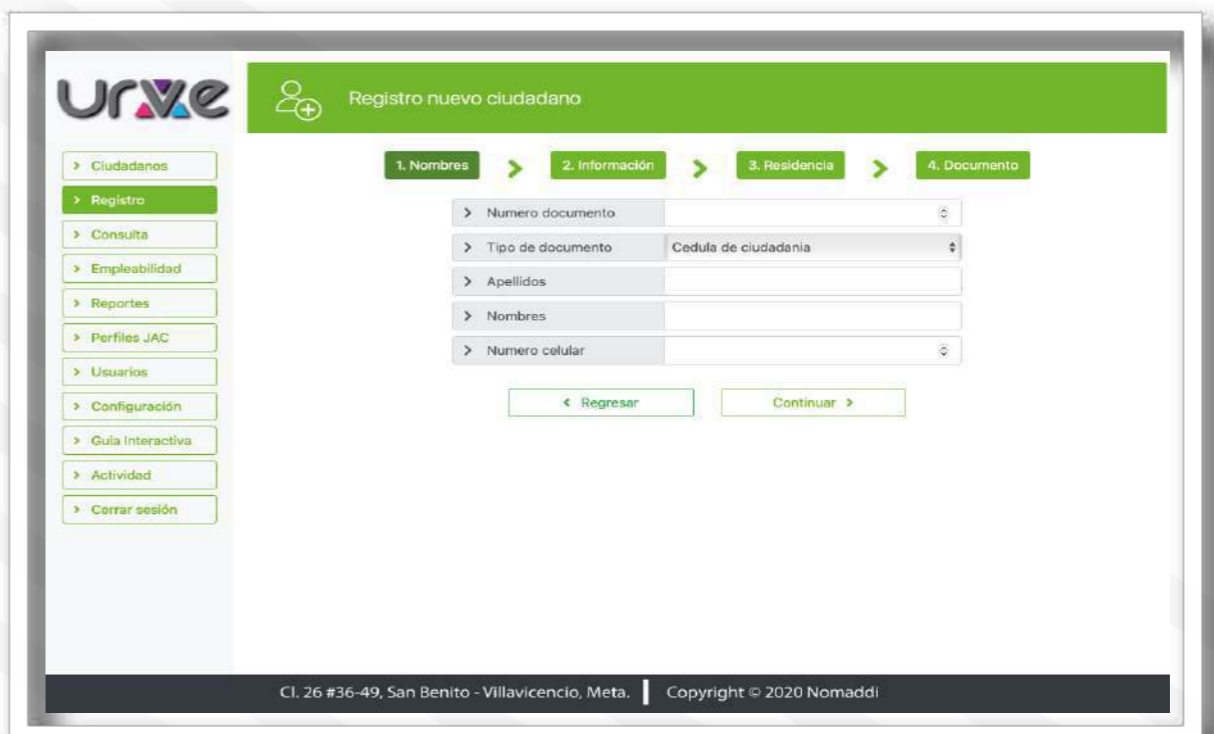 urve
Registro nuevo ciudadano
> Ciudadanos
> Registro
> Consulta
> Empleabilidad
> Reportes
> Perfiles JAC
> Usuarios
> Configuración
> Guia Interactiva
> Actividad
> Cerrar sesión
1. Nombres > 2. Información > 3. Residencia > 4. Documento
> Numero documento
> Tipo de documento Cedula de ciudadania
> Apellidos
> Nombres
> Numero celular
< Regresar Continuar >
Cl. 26 #36-49, San Benito - Villavicencio, Meta. | Copyright © 2020 Nomaddi